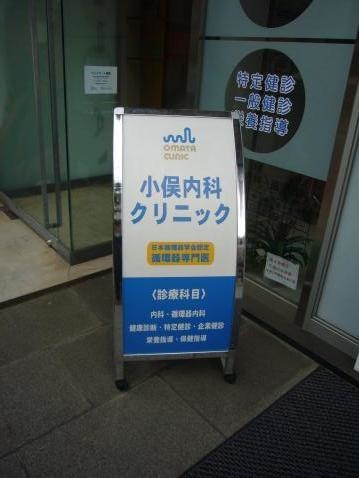 特定健診
一般健診
栄養指導
OMATA
CLINIC
小俣内科
クリニック
日本循環器学会認定
循環器専門医
〈診療科目〉
内科・循環器内科
健康診断・特定健診・企業健診
栄養指導・保健指導